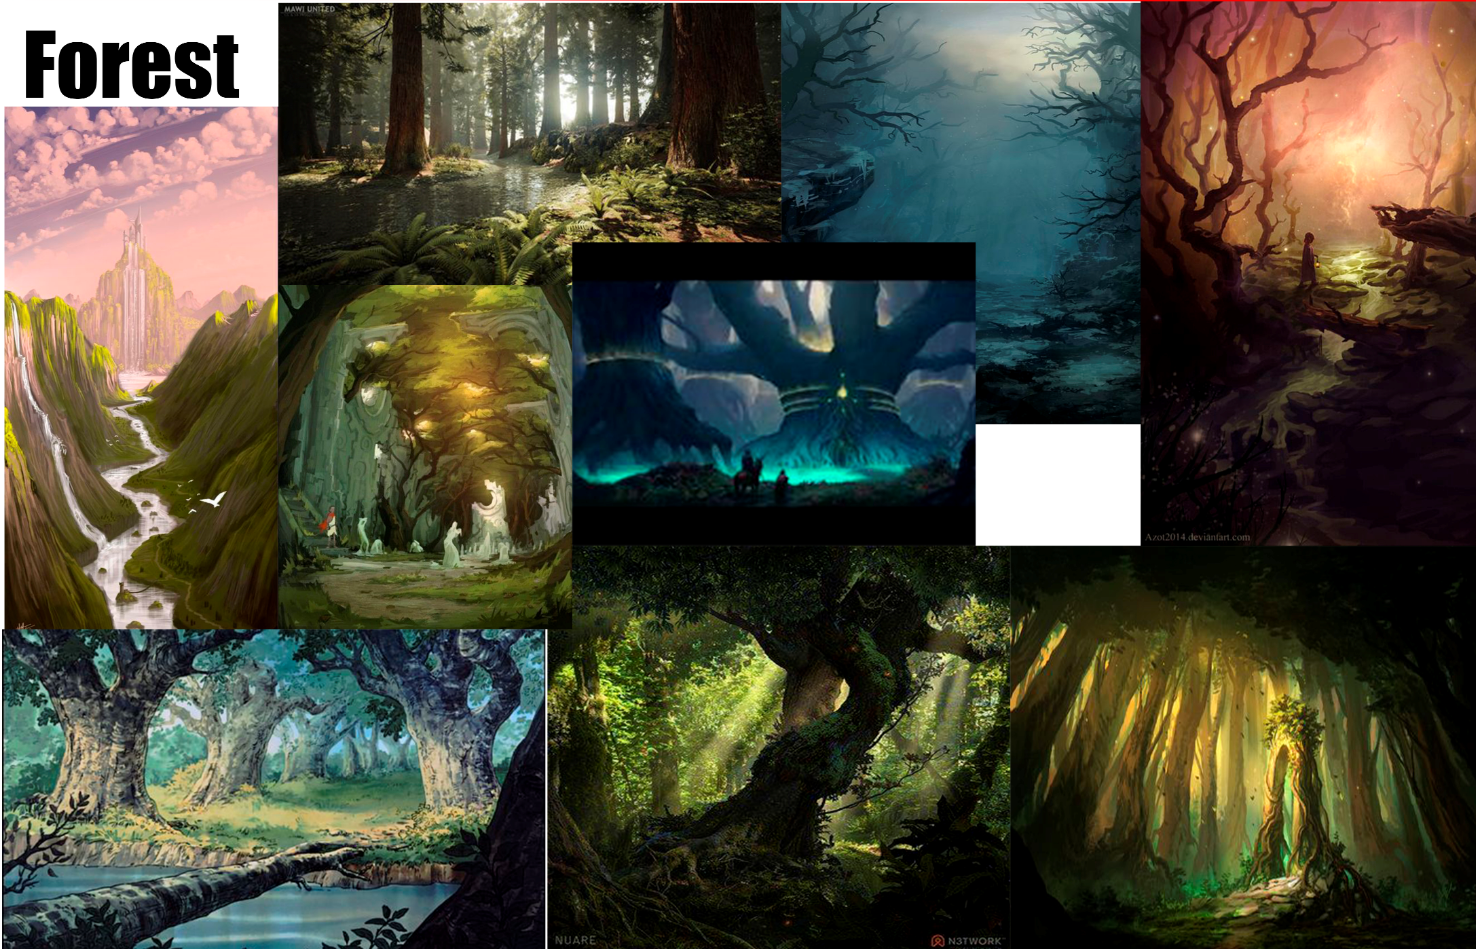 Forest
MAWI UNITED
Azot2014.deviantart.com
NUARE
N3TWORK